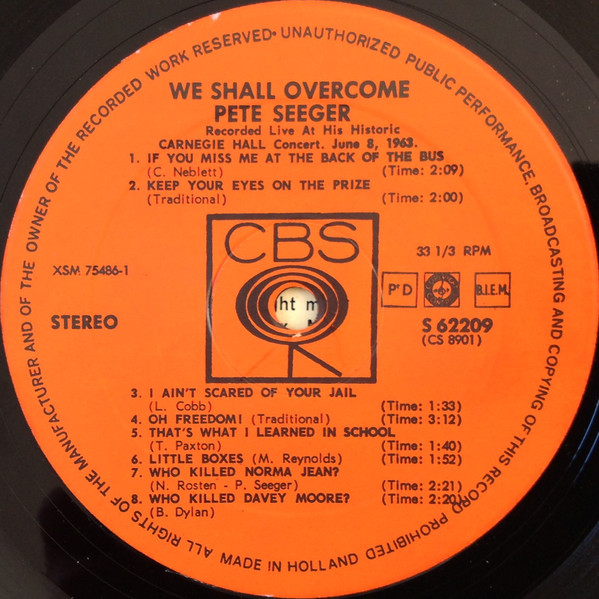 ALL RIGHTS OF THE MANUFACTURER AND OF THE OWNER OF THE RECORDED WORK RESERVED• UNAUTHORIZED PUBLIC PERFORMANCE, BROADCASTING AND COPYING OF THIS RECORD PROHIBITED
WE SHALL OVERCOME
PETE SEEGER
Recorded Live At His Historic
CARNEGIE HALL Concert. June 8, 1963.
1. IF YOU MISS ME AT THE BACK OF THE BUS
(C. Neblett) (Time: 2:09)
2. KEEP YOUR EYES ON THE PRIZE
(Traditional) (Time: 2:00)
CBS
33 1/3 RPM
XSM 75486-1
ht m
B.I.E.M.
STEREO
S 62209
(CS 8901)
3. I AIN'T SCARED OF YOUR JAIL
(L. Cobb) (Time: 1:33)
4. OH FREEDOM! (Traditional) (Time: 3:12)
5. THAT'S WHAT I LEARNED IN SCHOOL
(T. Paxton) (Time: 1:40)
6. LITTLE BOXES (M. Reynolds) (Time: 1:52)
7. WHO KILLED NORMA JEAN?
(N. Rosten - P. Seeger) (Time: 2:21)
8. WHO KILLED DAVEY MOORE? (Time: 2:20)
(B. Dylan)
MADE IN HOLLAND